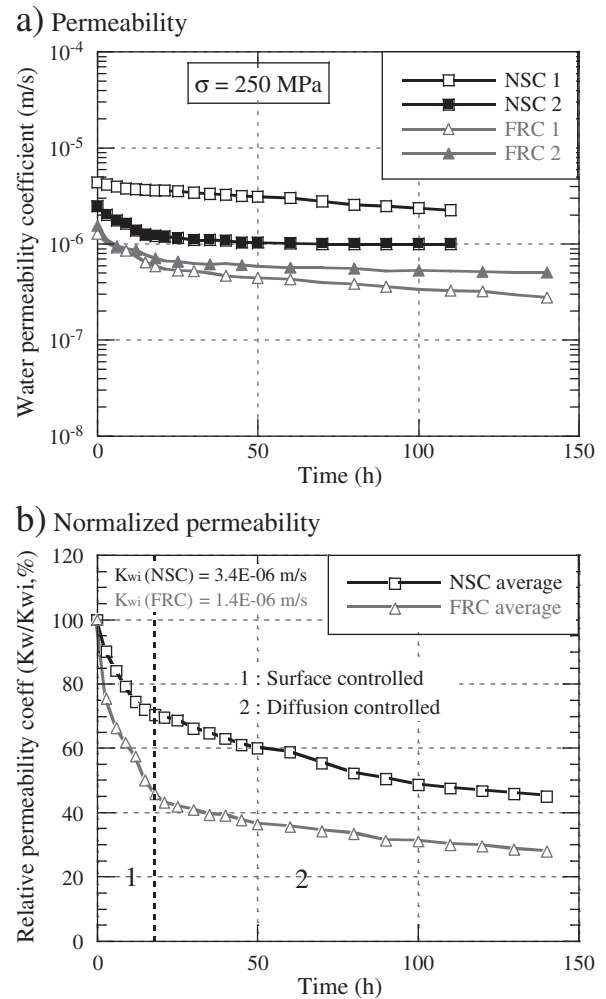 a) Permeability
10⁻⁴
σ = 250 MPa
NSC 1
NSC 2
FRC 1
FRC 2
10⁻⁵
10⁻⁶
10⁻⁷
10⁻⁸
Water permeability coefficient (m/s)
0 50 100 150
Time (h)
b) Normalized permeability
120
Kwi (NSC) = 3.4E-06 m/s
Kwi (FRC) = 1.4E-06 m/s
NSC average
FRC average
100
80
1 : Surface controlled
2 : Diffusion controlled
60
40
20
1 2
0
Relative permeability coeff (Kw/Kwi,%)
0 50 100 150
Time (h)